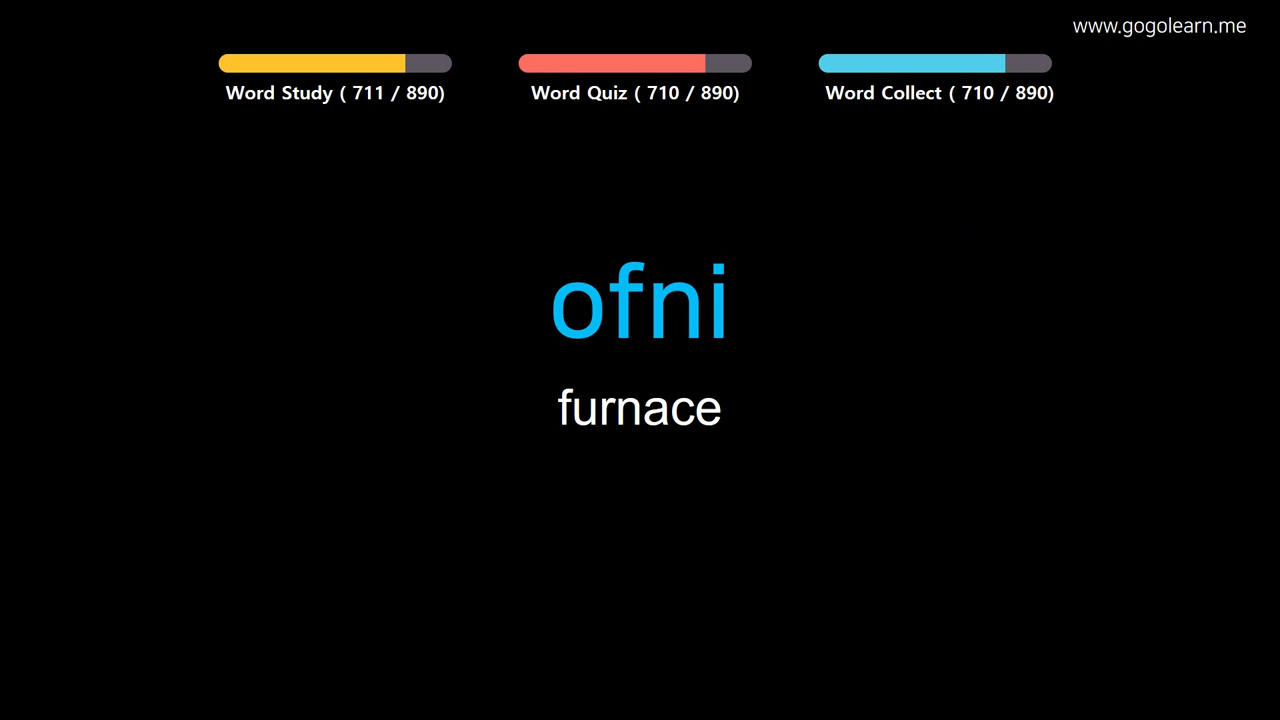 www.gogolearn.me
Word Study ( 711 / 890)
Word Quiz ( 710 / 890)
Word Collect ( 710 / 890)
ofni
furnace